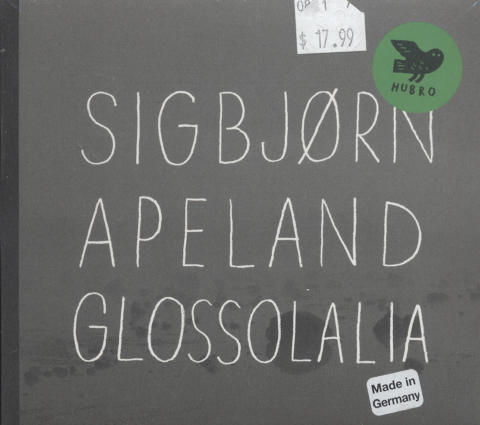 $ 17.99
HUBRO
SIGBJØRN
APELAND
GLOSSOLALIA
Made in
Germany